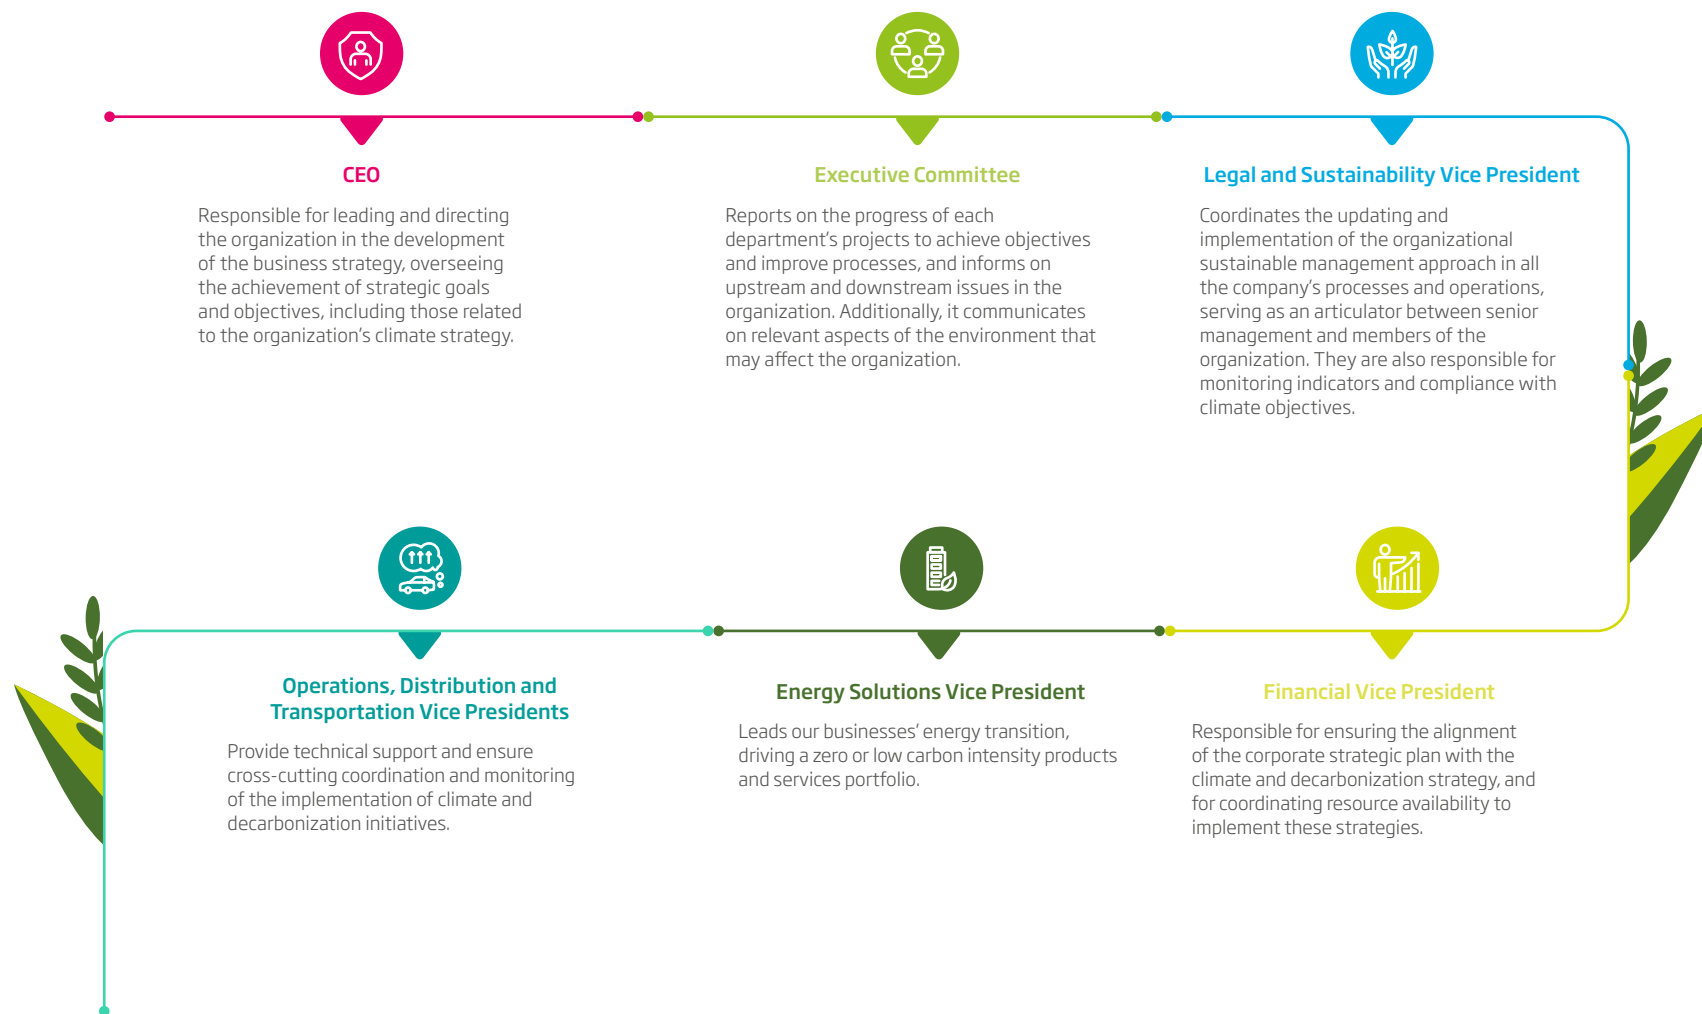 CEO
Responsible for leading and directing
the organization in the development
of the business strategy, overseeing
the achievement of strategic goals
and objectives, including those related
to the organization's climate strategy.
Executive Committee
Reports on the progress of each
department's projects to achieve objectives
and improve processes, and informs on
upstream and downstream issues in the
organization. Additionally, it communicates
on relevant aspects of the environment that
may affect the organization.
Legal and Sustainability Vice President
Coordinates the updating and
implementation of the organizational
sustainable management approach in all
the company's processes and operations,
serving as an articulator between senior
management and members of the
organization. They are also responsible for
monitoring indicators and compliance with
climate objectives.
Operations, Distribution and
Transportation Vice Presidents
Provide technical support and ensure
cross-cutting coordination and monitoring
of the implementation of climate and
decarbonization initiatives.
Energy Solutions Vice President
Leads our businesses' energy transition,
driving a zero or low carbon intensity products
and services portfolio.
Financial Vice President
Responsible for ensuring the alignment
of the corporate strategic plan with the
climate and decarbonization strategy, and
for coordinating resource availability to
implement these strategies.